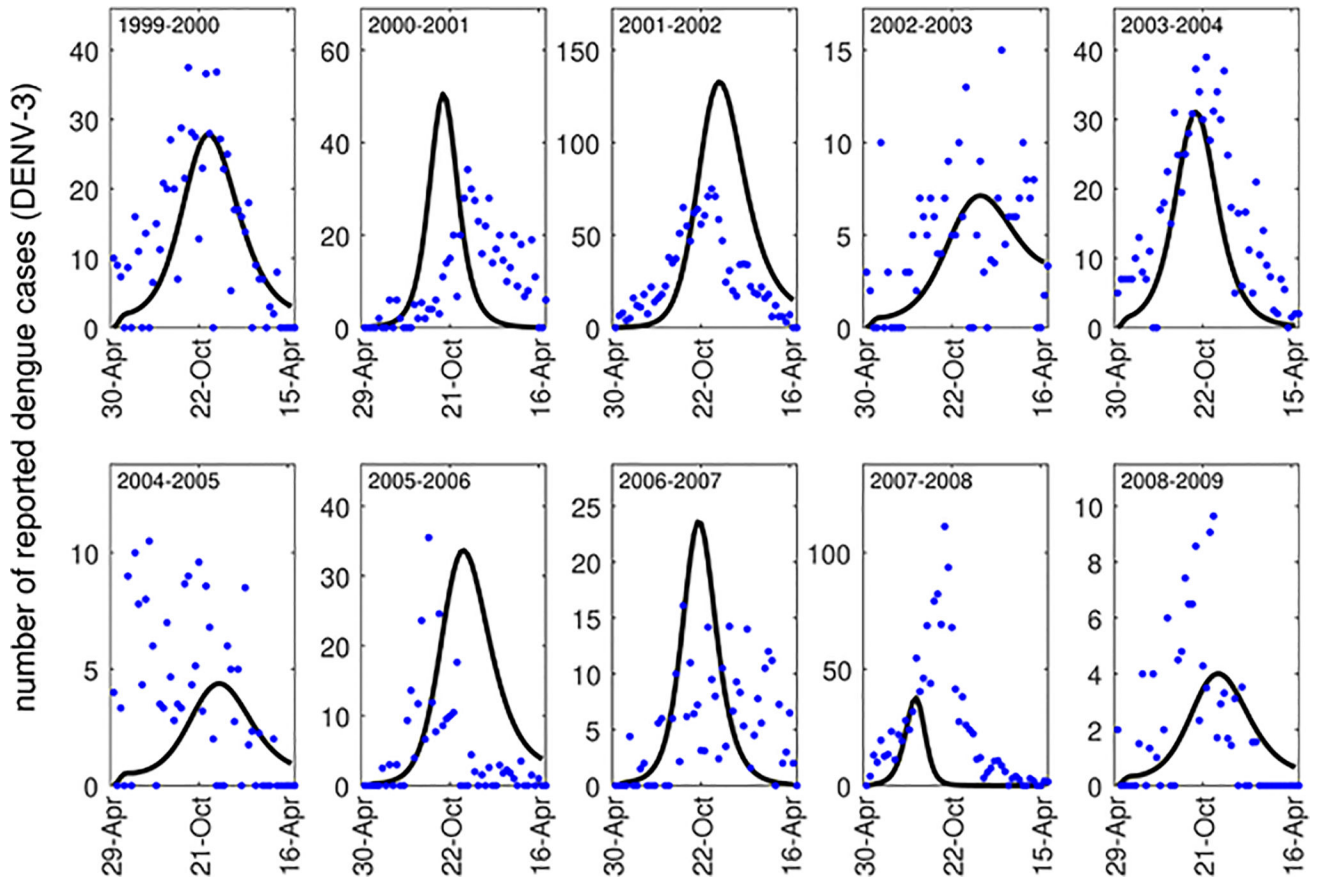 number of reported dengue cases (DENV-3)
1999-2000
40
30
20
10
0
30-Apr
22-Oct
15-Apr
2000-2001
60
40
20
0
29-Apr
21-Oct
16-Apr
2001-2002
150
100
50
0
30-Apr
22-Oct
16-Apr
2002-2003
15
10
5
0
30-Apr
22-Oct
16-Apr
2003-2004
40
30
20
10
0
30-Apr
22-Oct
15-Apr
2004-2005
10
5
0
29-Apr
21-Oct
16-Apr
2005-2006
40
30
20
10
0
30-Apr
22-Oct
16-Apr
2006-2007
25
20
15
10
5
0
30-Apr
22-Oct
16-Apr
2007-2008
100
50
0
30-Apr
22-Oct
15-Apr
2008-2009
10
8
6
4
2
0
29-Apr
21-Oct
16-Apr